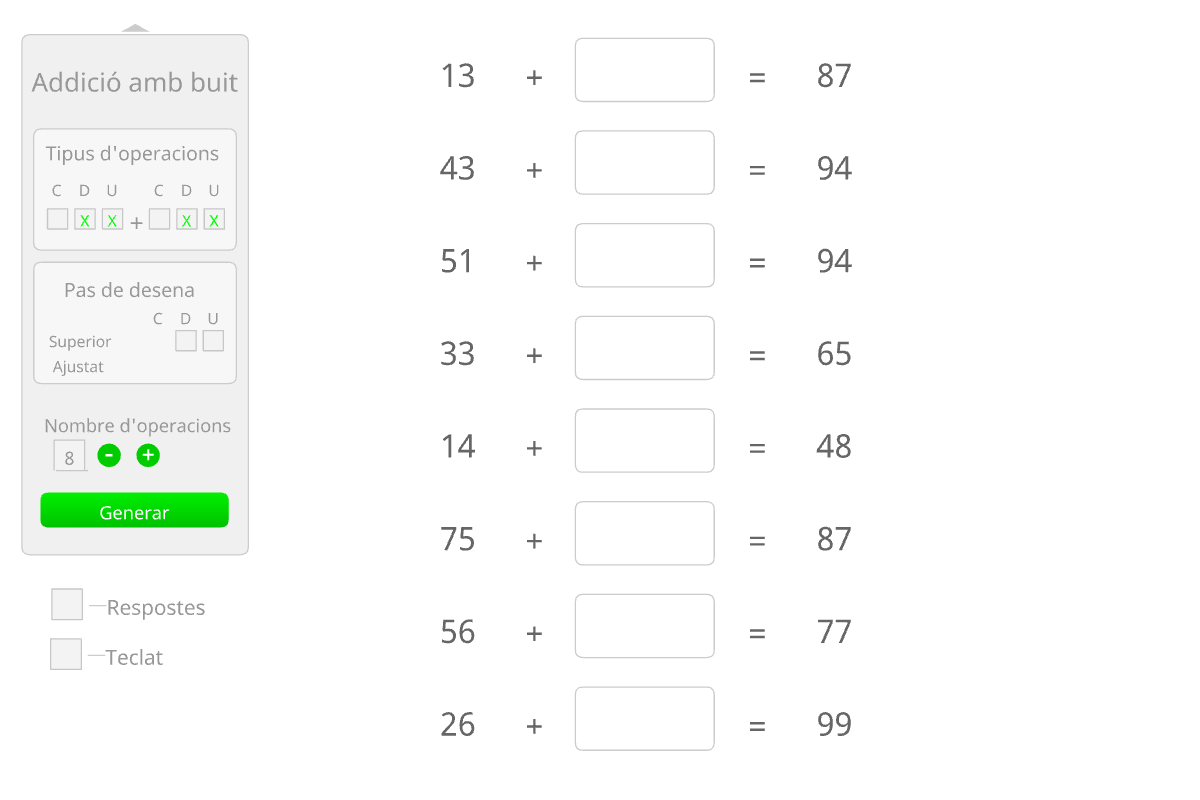 Addició amb buit
Tipus d'operacions
C D U C D U
X X + X X
Pas de desena
C D U
Superior
Ajustat
Nombre d'operacions
8 - +
Generar
Respostes
Teclat
13 + = 87
43 + = 94
51 + = 94
33 + = 65
14 + = 48
75 + = 87
56 + = 77
26 + = 99